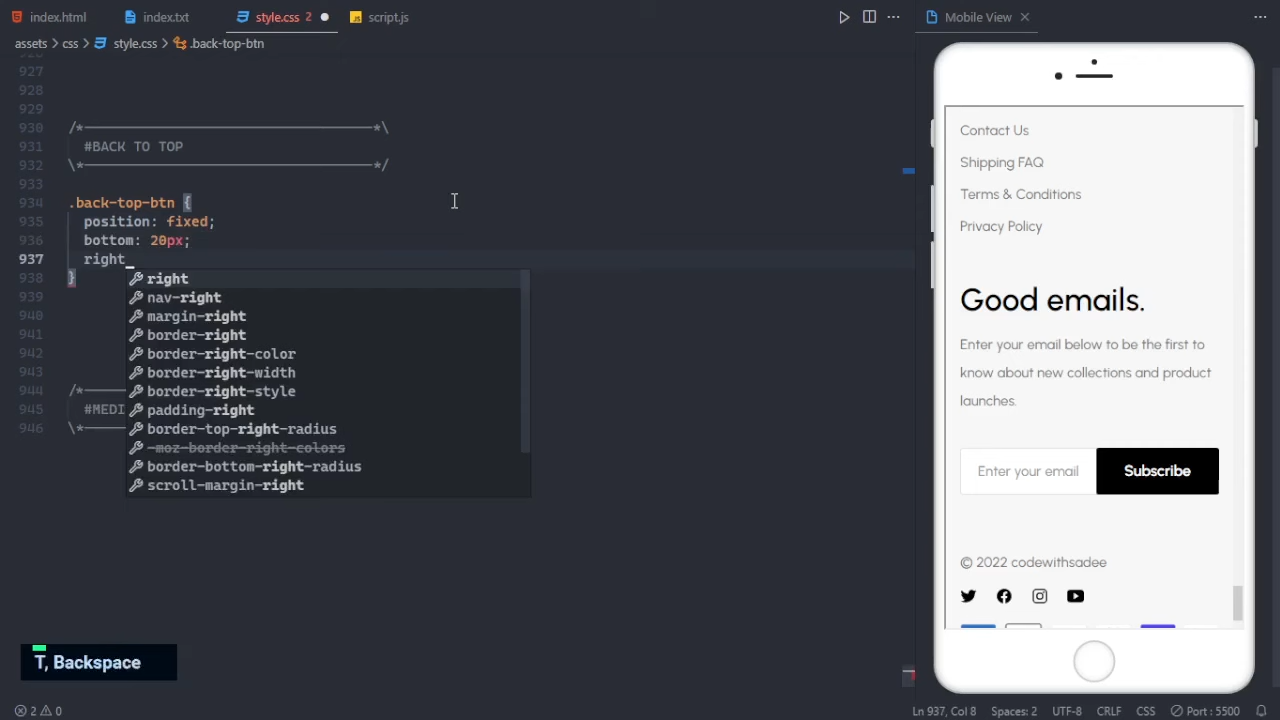 index.html
index.txt
style.css 2
script.js
Mobile View
assets > css > style.css > .back-top-btn
927
928
929
930 /*
*\
931 #BACK TO TOP
932 \*
*/
933
934 .back-top-btn {
935 position: fixed;
936 bottom: 20px;
937 right
938 }
939
940
941
942
943
944 /*
945 #MEDI
946 \*
right
nav-right
margin-right
border-right
border-right-color
border-right-width
border-right-style
padding-right
border-top-right-radius
-moz-border-right-colors
border-bottom-right-radius
scroll-margin-right
T, Backspace
Contact Us
Shipping FAQ
Terms & Conditions
Privacy Policy
Good emails.
Enter your email below to be the first to
know about new collections and product
launches.
Enter your email
Subscribe
© 2022 codewithsadee
2 0
Ln 937, Col 8
Spaces: 2
UTF-8
CRLF
CSS
Port : 5500